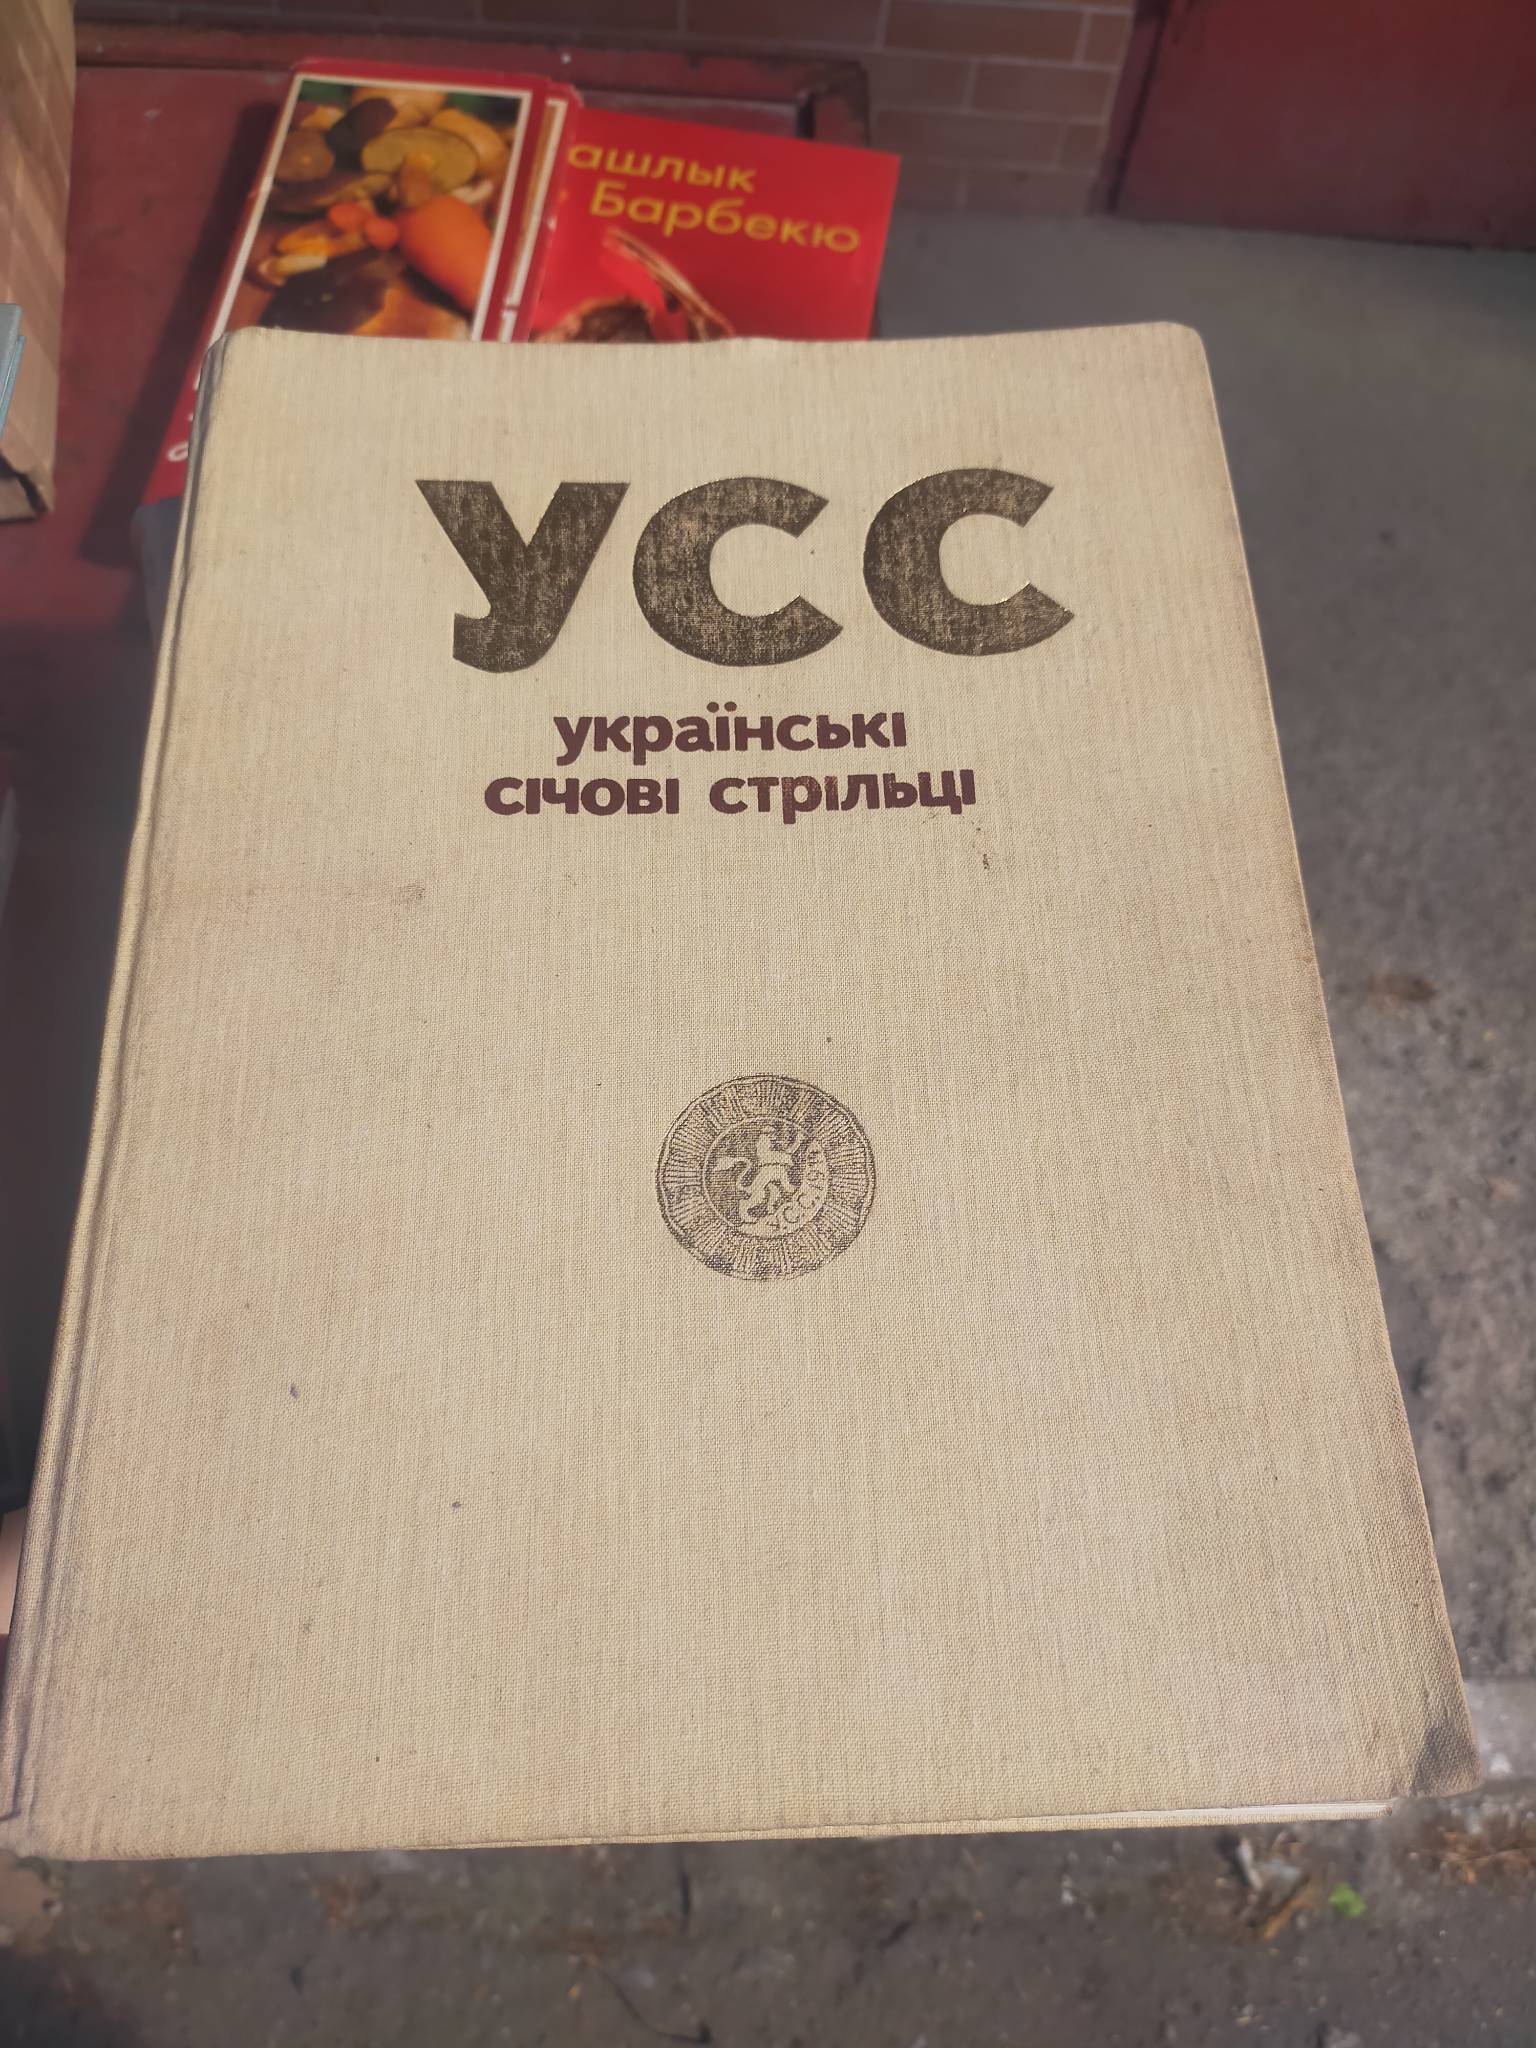 ашлык
Барбекю
УСС
українські
січові стрільці